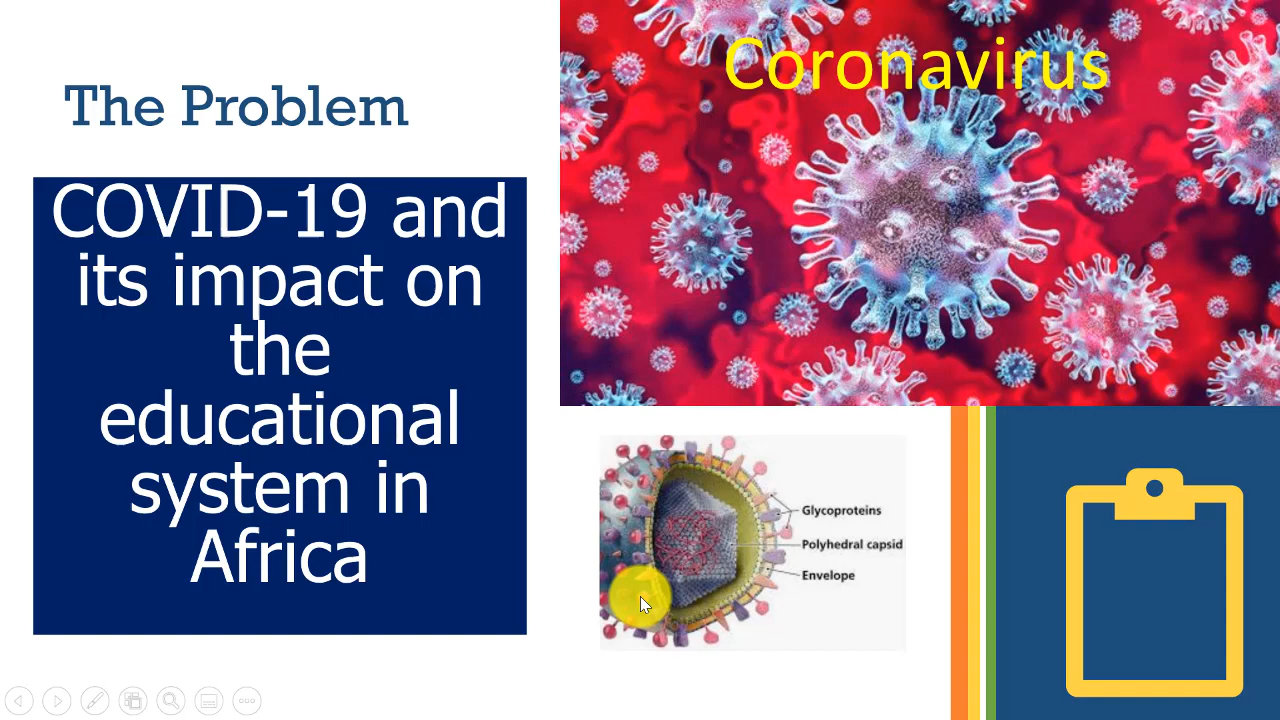 The Problem
COVID-19 and
its impact on
the
educational
system in
Africa
Coronavirus
Glycoproteins
Polyhedral capsid
Envelope